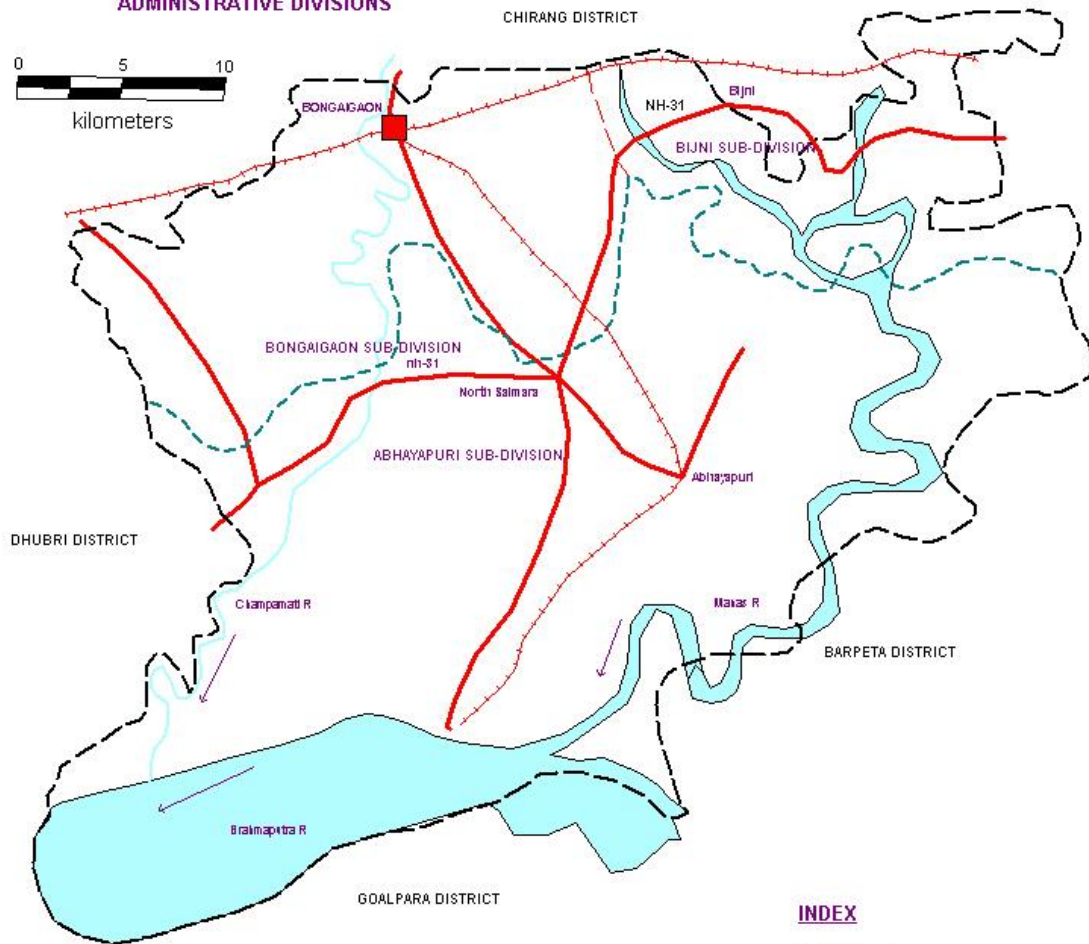 ADMINISTRATIVE DIVISIONS
CHIRANG DISTRICT
0 5 10
kilometers
BONGAIGAON
Bijni
NH-31
BIJNI SUB-DIVISION
BONGAIGAON SUB-DIVISION
nh-31
North Salmara
ABHAYAPURI SUB-DIVISION
Abhayapuri
DHUBRI DISTRICT
Champamati R
Manas R
BARPETA DISTRICT
Brahmaputra R
GOALPARA DISTRICT
INDEX